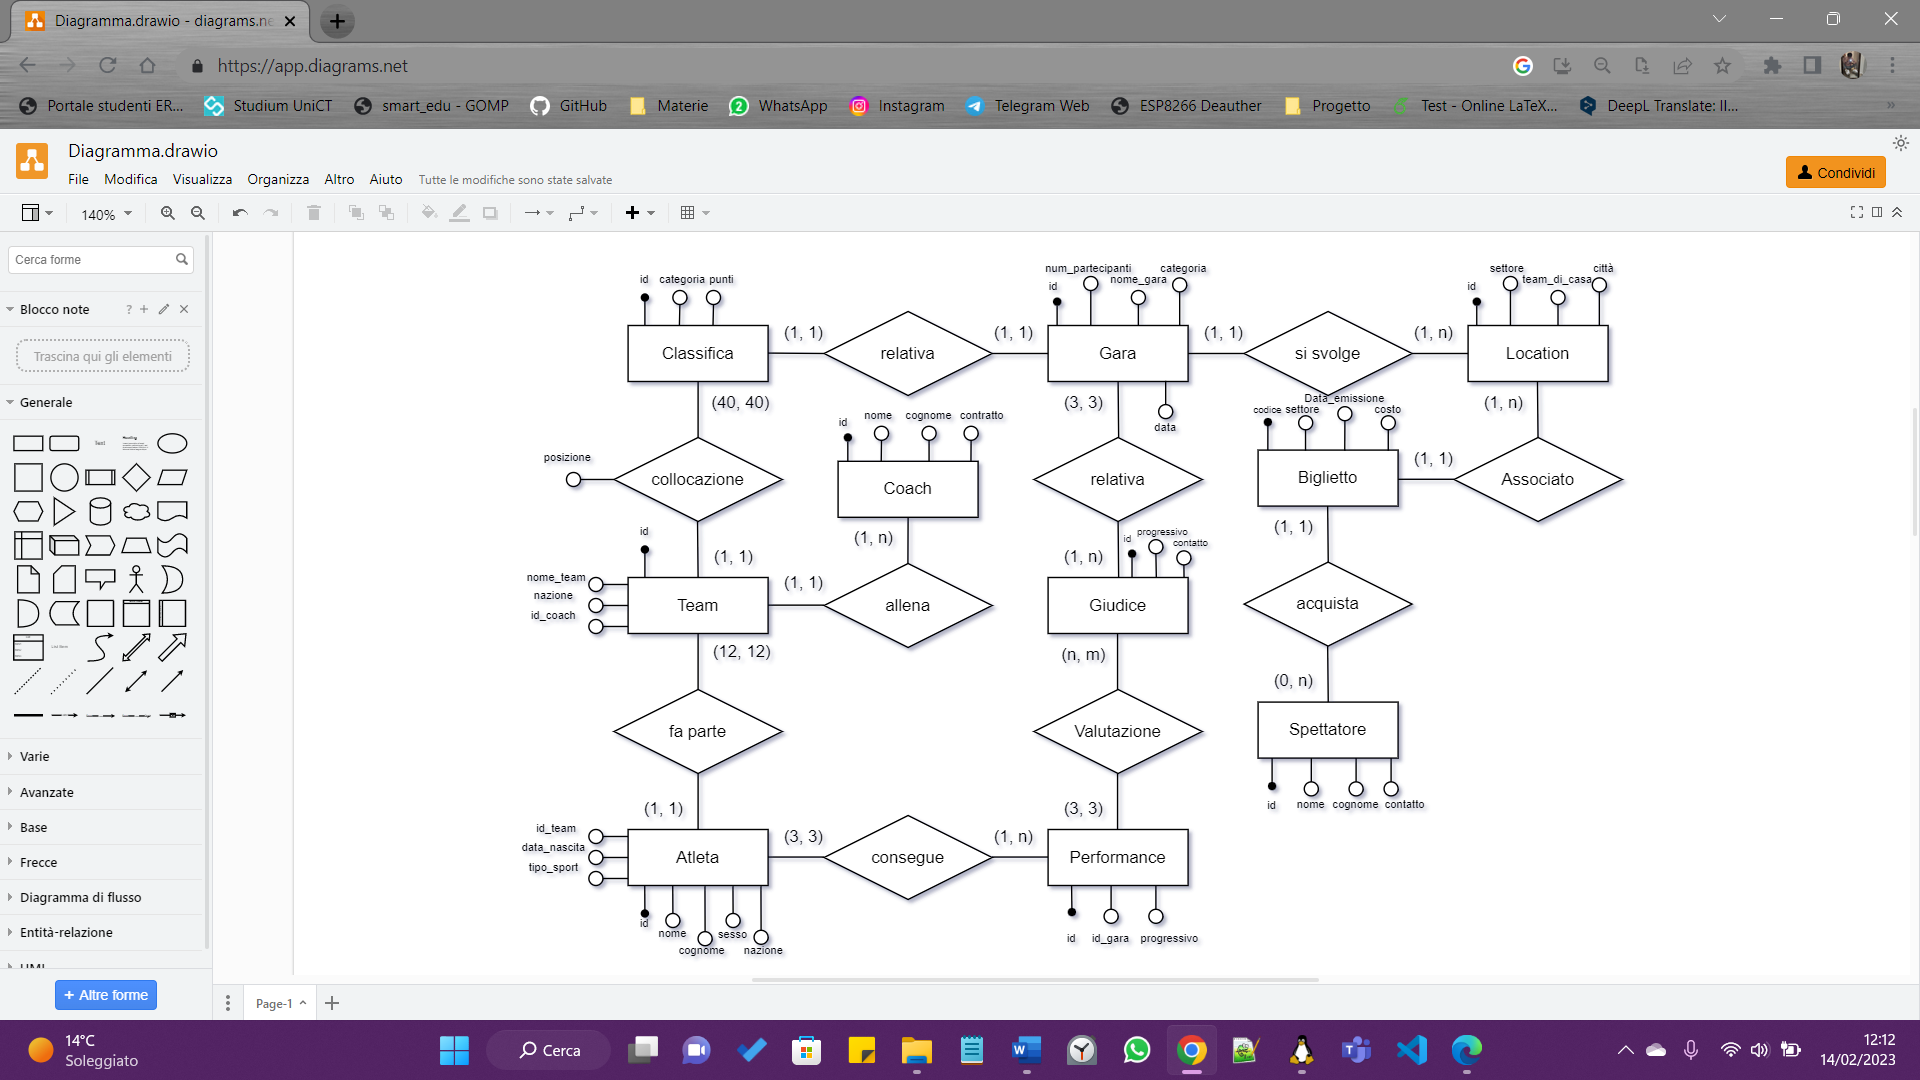 Diagramma.drawio - diagrams.ne
https://app.diagrams.net
Portale studenti ER... Studium UniCT smart_edu - GOMP GitHub Materie WhatsApp Instagram Telegram Web ESP8266 Deauther Progetto Test - Online LaTeX... DeepL Translate: Il...
Diagramma.drawio
File Modifica Visualizza Organizza Altro Aiuto Tutte le modifiche sono state salvate
Condividi
140%
Cerca forme
Blocco note ?
Trascina qui gli elementi
Generale
Text
Heading
List Item
Varie
Avanzate
Base
Frecce
Diagramma di flusso
Entità-relazione
UML
+ Altre forme
id categoria punti
Classifica
(1, 1)
relativa
(1, 1)
num_partecipanti categoria
id nome_gara
Gara
data
(1, 1)
si svolge
(1, n)
settore città
id team_di_casa
Location
(40, 40)
(3, 3)
(1, n)
id nome cognome contratto
Coach
codice settore Data_emissione costo
Biglietto
(1, 1)
Associato
posizione
collocazione
relativa
(1, n)
(1, 1)
(1, n)
(1, 1)
id
nome_team
nazione
id_coach
Team
(1, 1)
allena
id progressivo contatto
Giudice
acquista
(12, 12)
(n, m)
(0, n)
fa parte
Valutazione
Spettatore
id nome cognome contatto
(1, 1)
(3, 3)
id_team
data_nascita
tipo_sport
Atleta
(3, 3)
consegue
(1, n)
Performance
id nome cognome sesso nazione
id id_gara progressivo
Page-1
14°C
Soleggiato
Cerca
12:12
14/02/2023